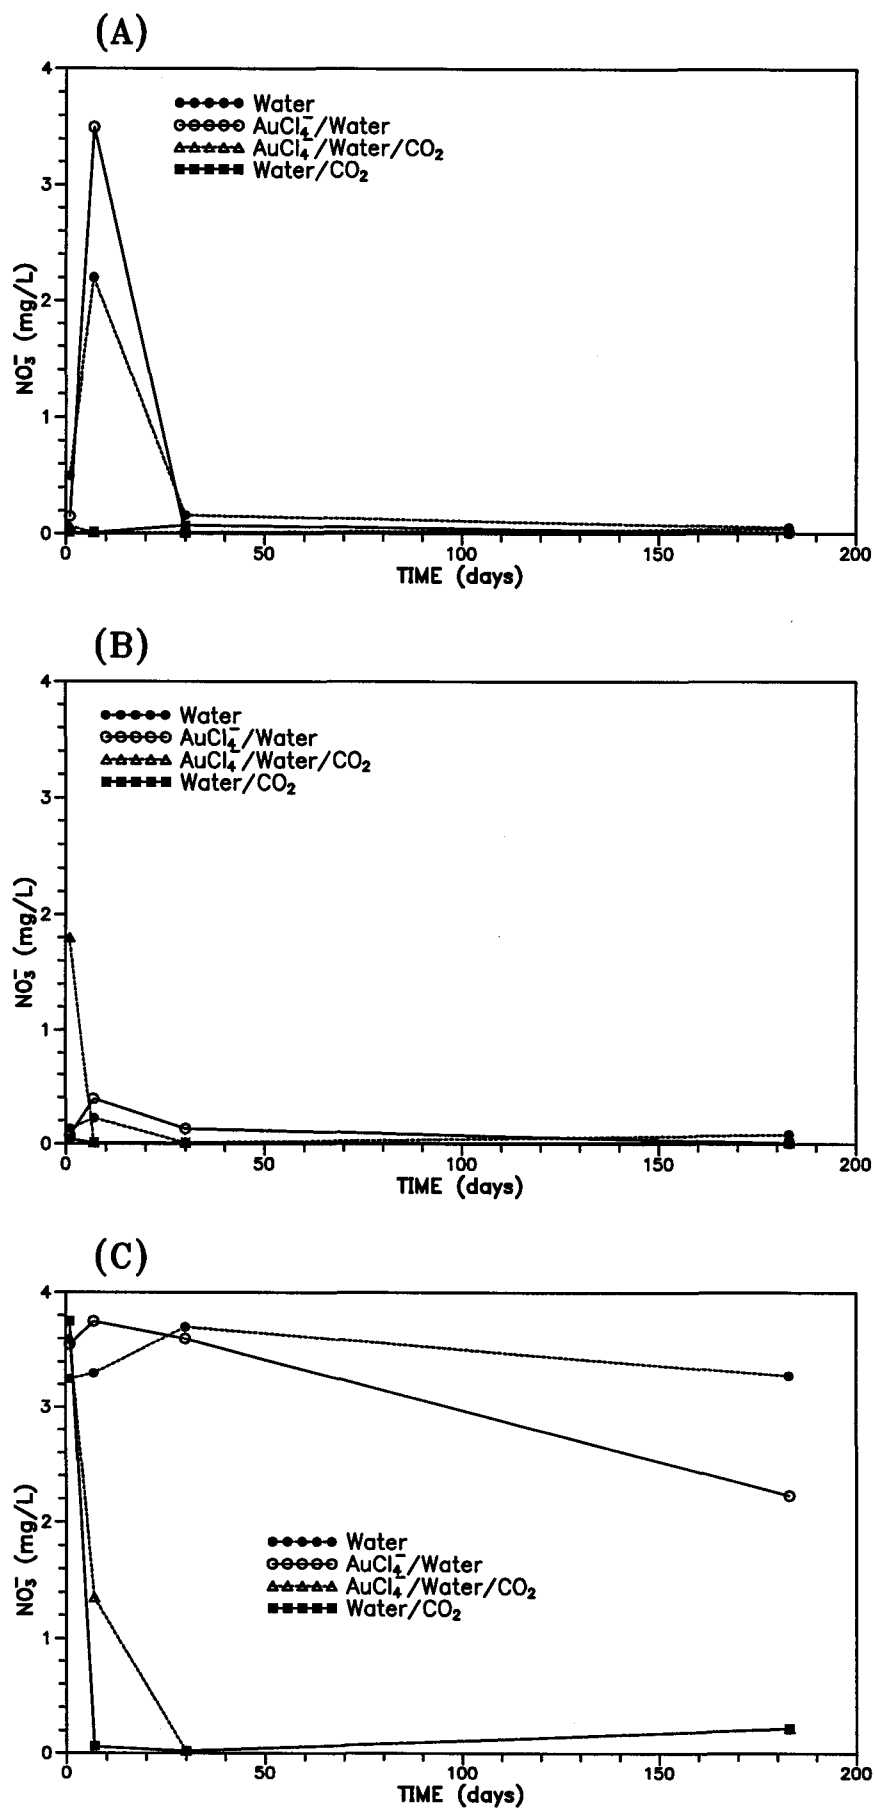 (A)
4
3
2
1
0
NO₃⁻ (mg/L)
Water
AuCl₄⁻/Water
AuCl₄⁻/Water/CO₂
Water/CO₂
0 50 100 150 200
TIME (days)
(B)
4
3
2
1
0
NO₃⁻ (mg/L)
Water
AuCl₄⁻/Water
AuCl₄⁻/Water/CO₂
Water/CO₂
0 50 100 150 200
TIME (days)
(C)
4
3
2
1
0
NO₃⁻ (mg/L)
Water
AuCl₄⁻/Water
AuCl₄⁻/Water/CO₂
Water/CO₂
0 50 100 150 200
TIME (days)